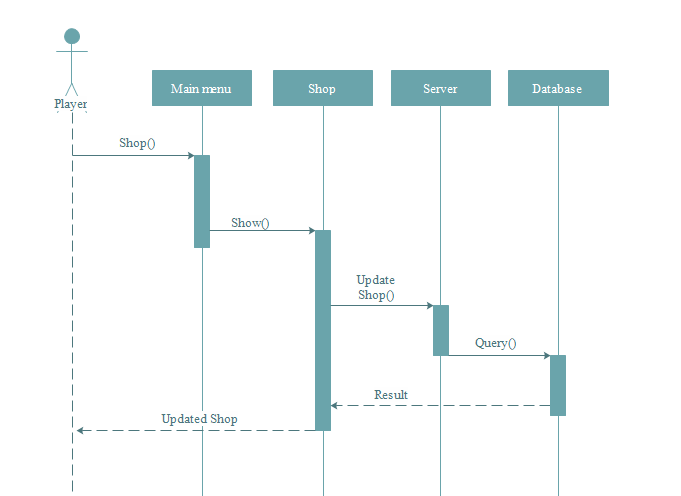 Player
Main menu
Shop
Server
Database
Shop()
Show()
Update
Shop()
Query()
Result
Updated Shop